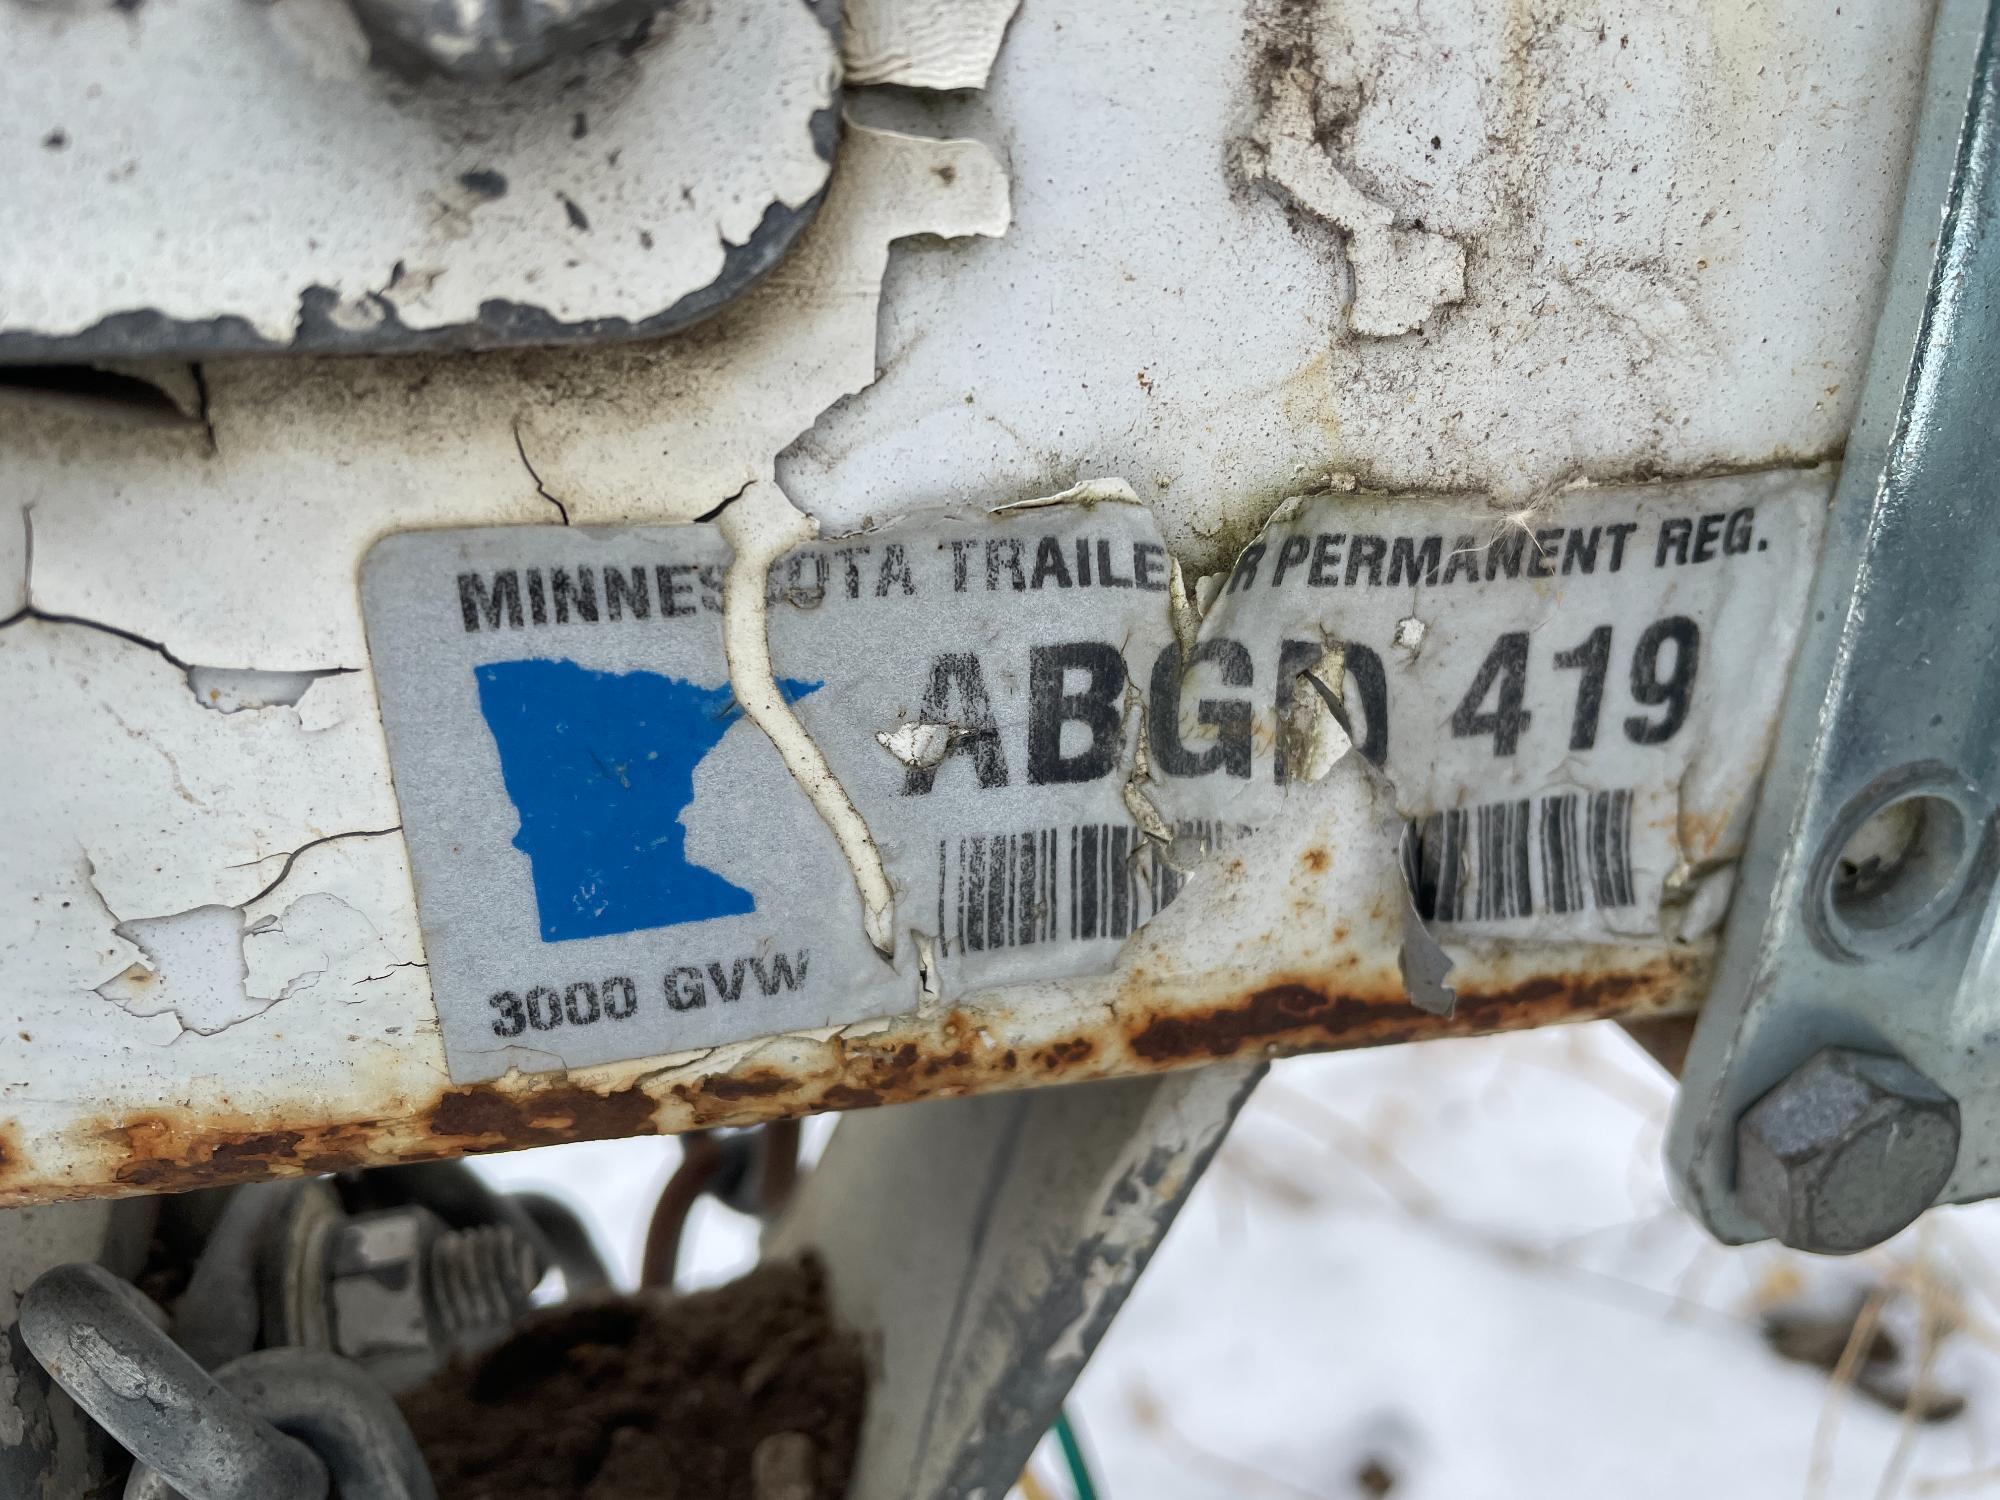 MINNESOTA TRAILER PERMANENT REG.
ABGD 419
3000 GVW